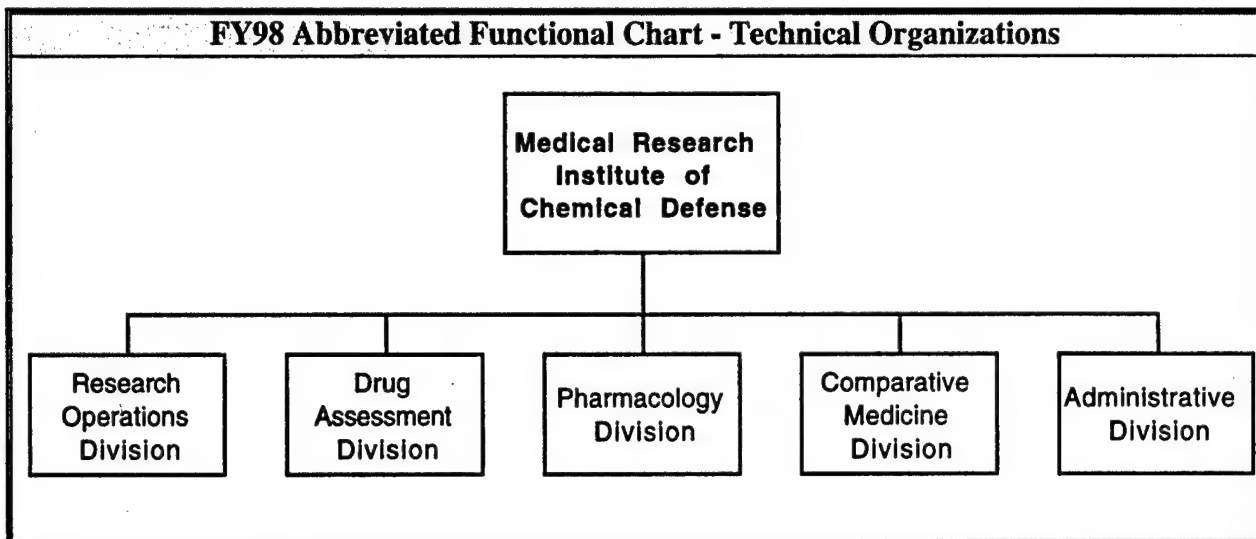 FY98 Abbreviated Functional Chart - Technical Organizations
Medical Research
Institute of
Chemical Defense
Research
Operations
Division
Drug
Assessment
Division
Pharmacology
Division
Comparative
Medicine
Division
Administrative
Division